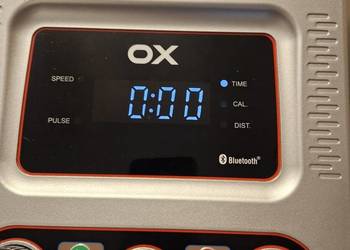 OX
SPEED
TIME
0:00
CAL.
PULSE
DIST.
Bluetooth®